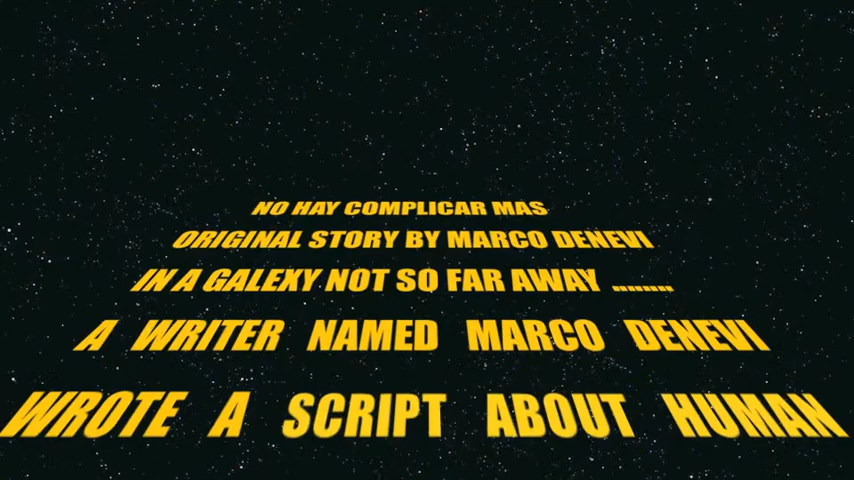 NO HAY COMPLICAR MAS
ORIGINAL STORY BY MARCO DENEVI
IN A GALEXY NOT SO FAR AWAY ........
A WRITER NAMED MARCO DENEVI
WROTE A SCRIPT ABOUT HUMAN